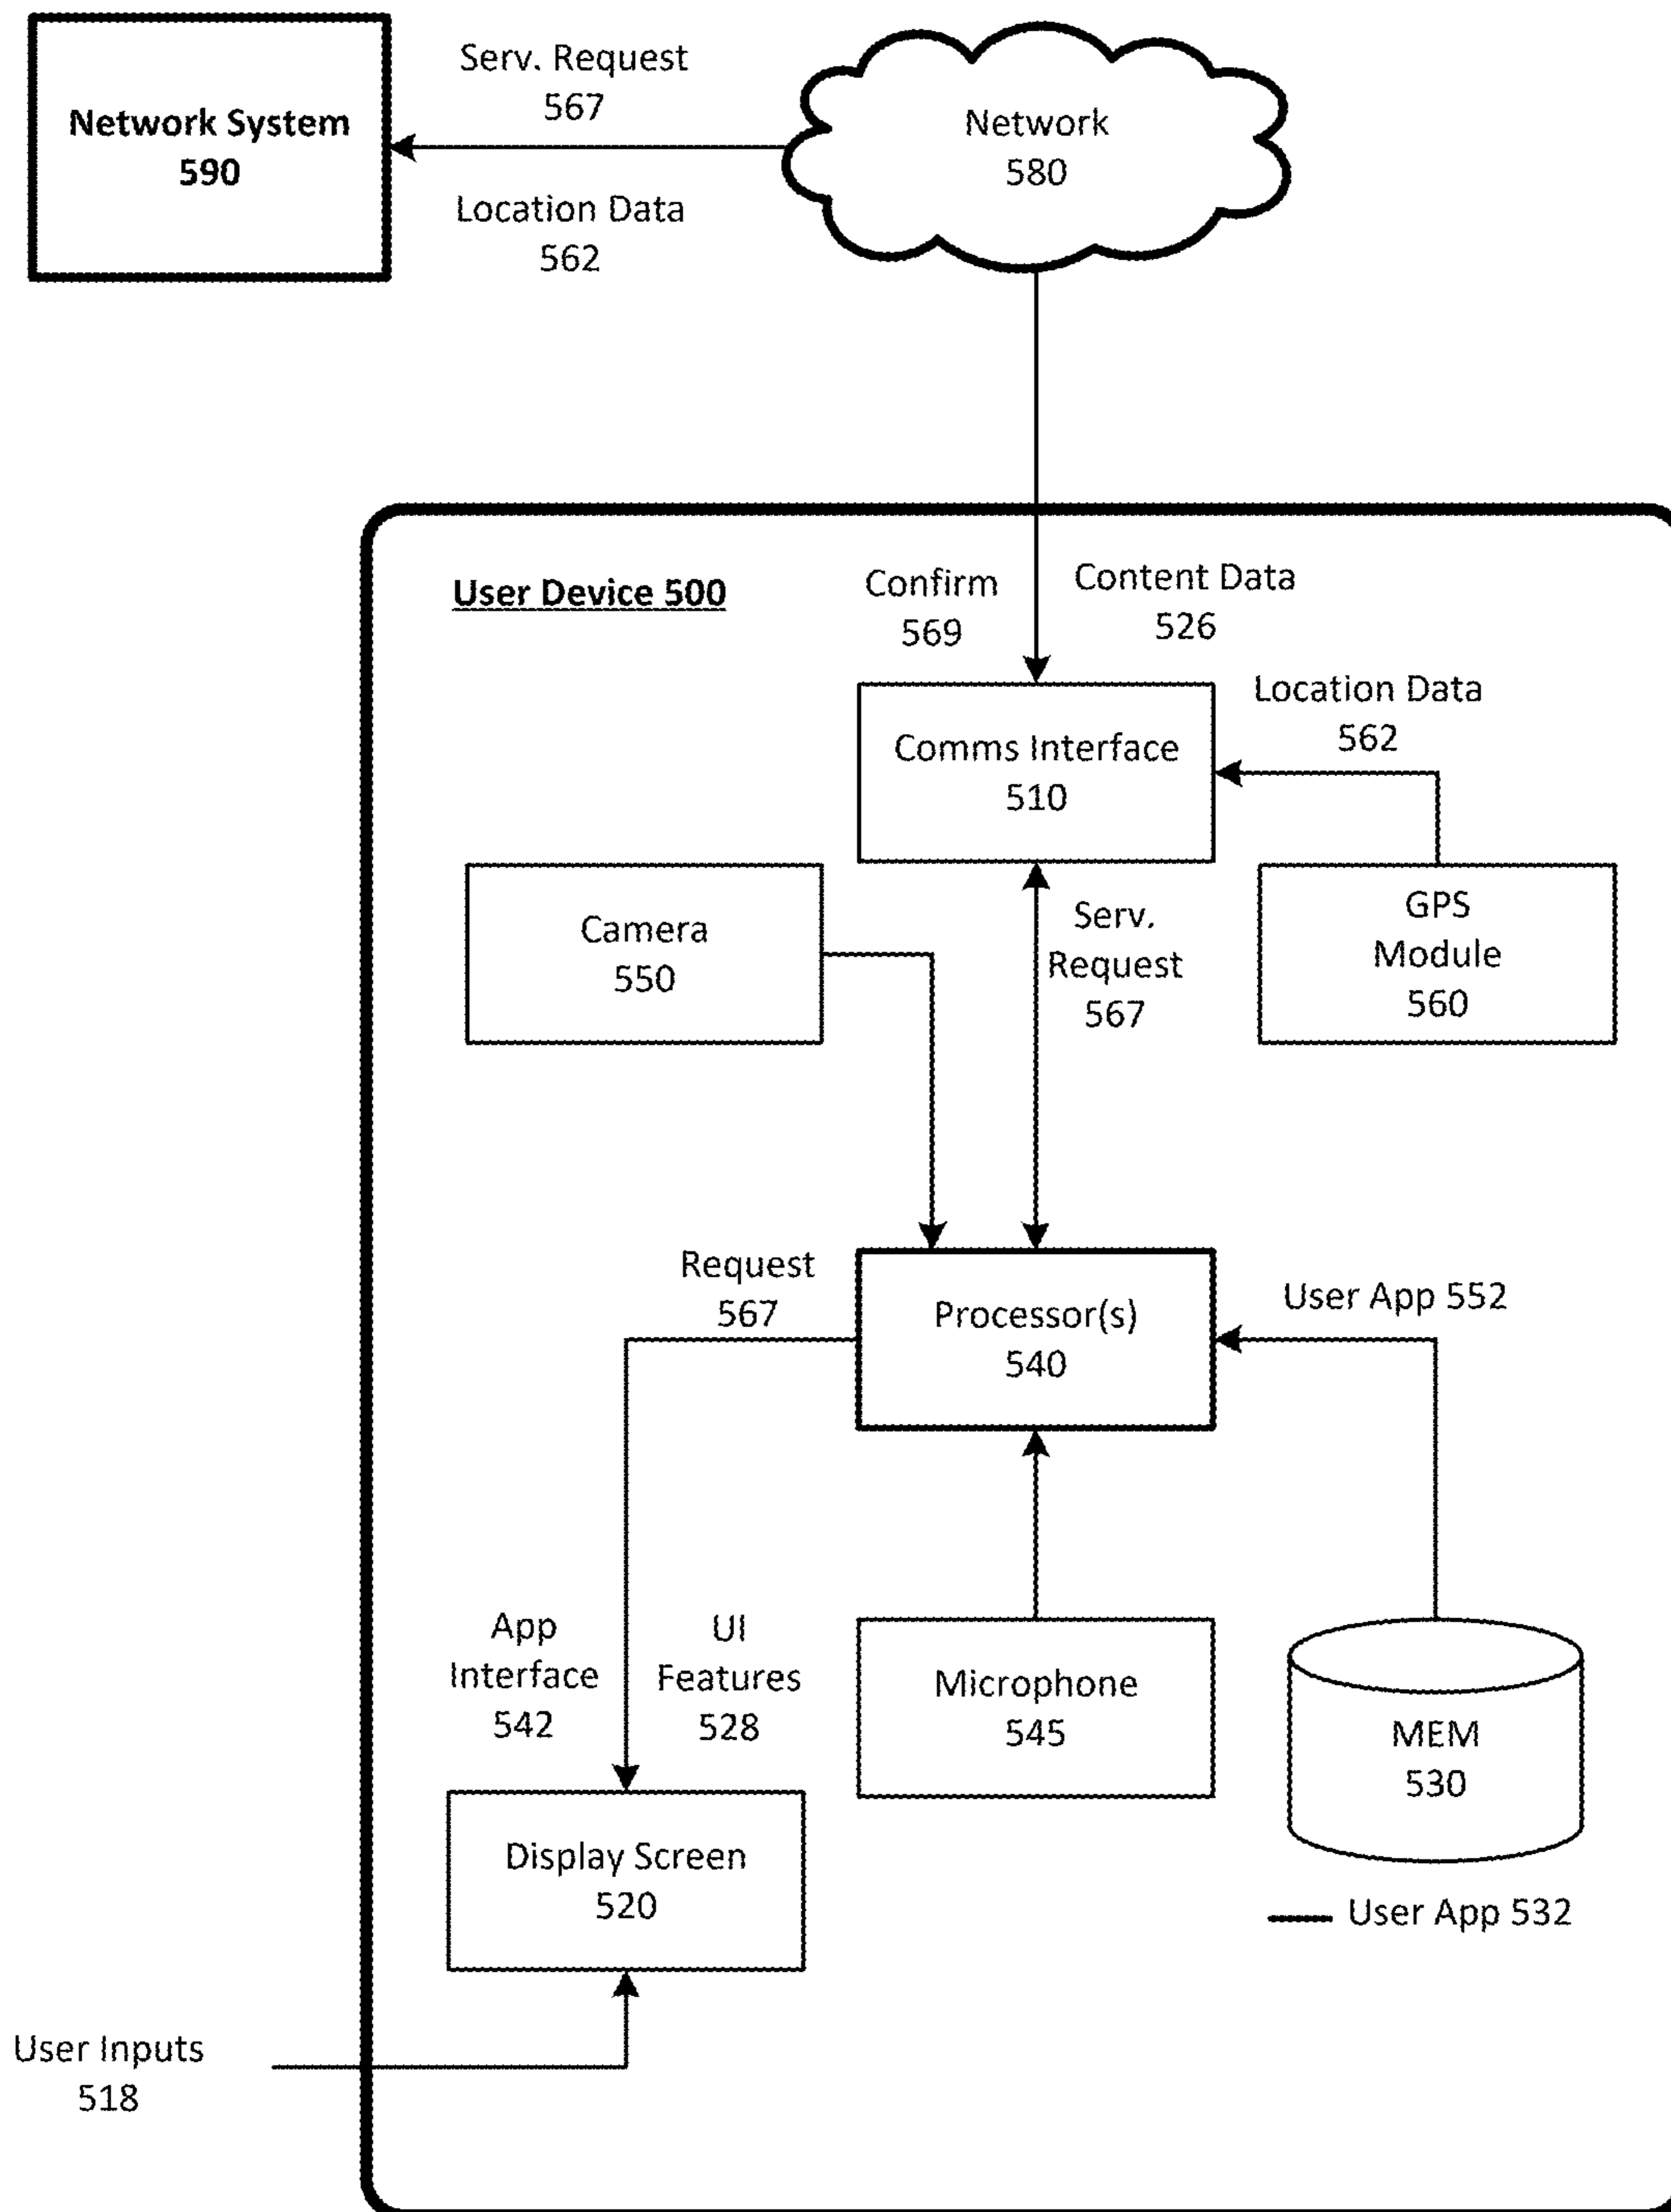 Network System
590
Serv. Request
567
Location Data
562
Network
580
User Device 500
Confirm
569
Content Data
526
Location Data
562
Comms Interface
510
Camera
550
Serv.
Request
567
GPS
Module
560
Request
567
Processor(s)
540
User App 552
App
Interface
542
UI
Features
528
Microphone
545
MEM
530
Display Screen
520
User App 532
User Inputs
518